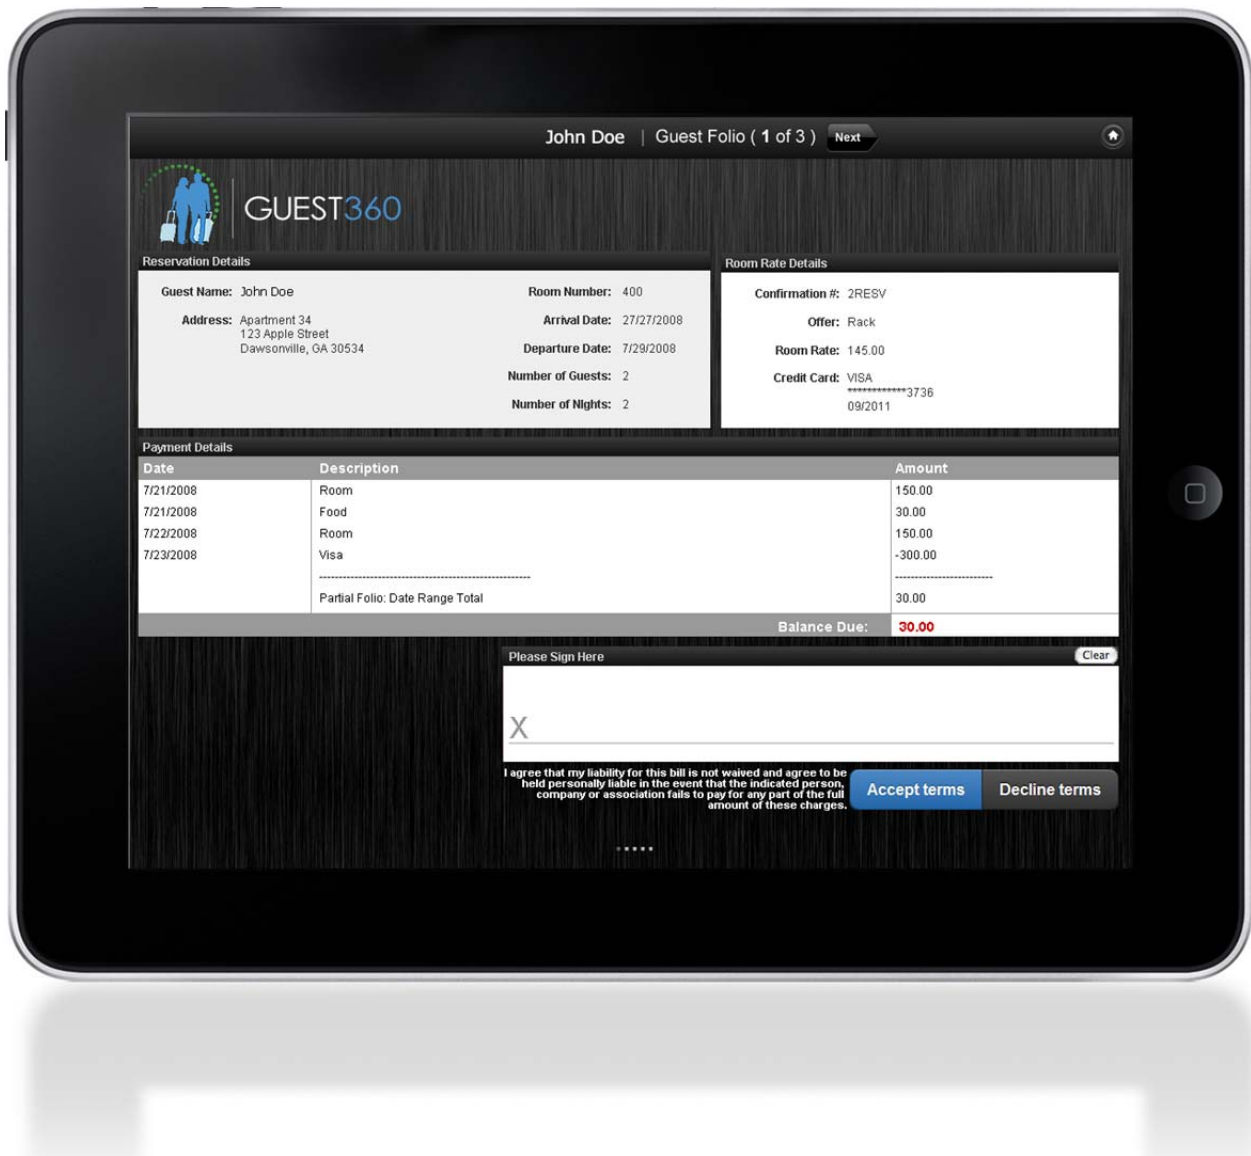 John Doe | Guest Folio ( 1 of 3 ) Next
GUEST360
Reservation Details
Guest Name: John Doe
Address: Apartment 34
123 Apple Street
Dawsonville, GA 30534
Room Number: 400
Arrival Date: 27/27/2008
Departure Date: 7/29/2008
Number of Guests: 2
Number of NIghts: 2
Room Rate Details
Confirmation #: 2RESV
Offer: Rack
Room Rate: 145.00
Credit Card: VISA
************3736
09/2011
Payment Details
Date Description Amount
7/21/2008 Room 150.00
7/21/2008 Food 30.00
7/22/2008 Room 150.00
7/23/2008 Visa -300.00
Partial Folio: Date Range Total 30.00
Balance Due: 30.00
Please Sign Here Clear
X
I agree that my liability for this bill is not waived and agree to be
held personally liable in the event that the indicated person,
company or association fails to pay for any part of the full
amount of these charges.
Accept terms Decline terms